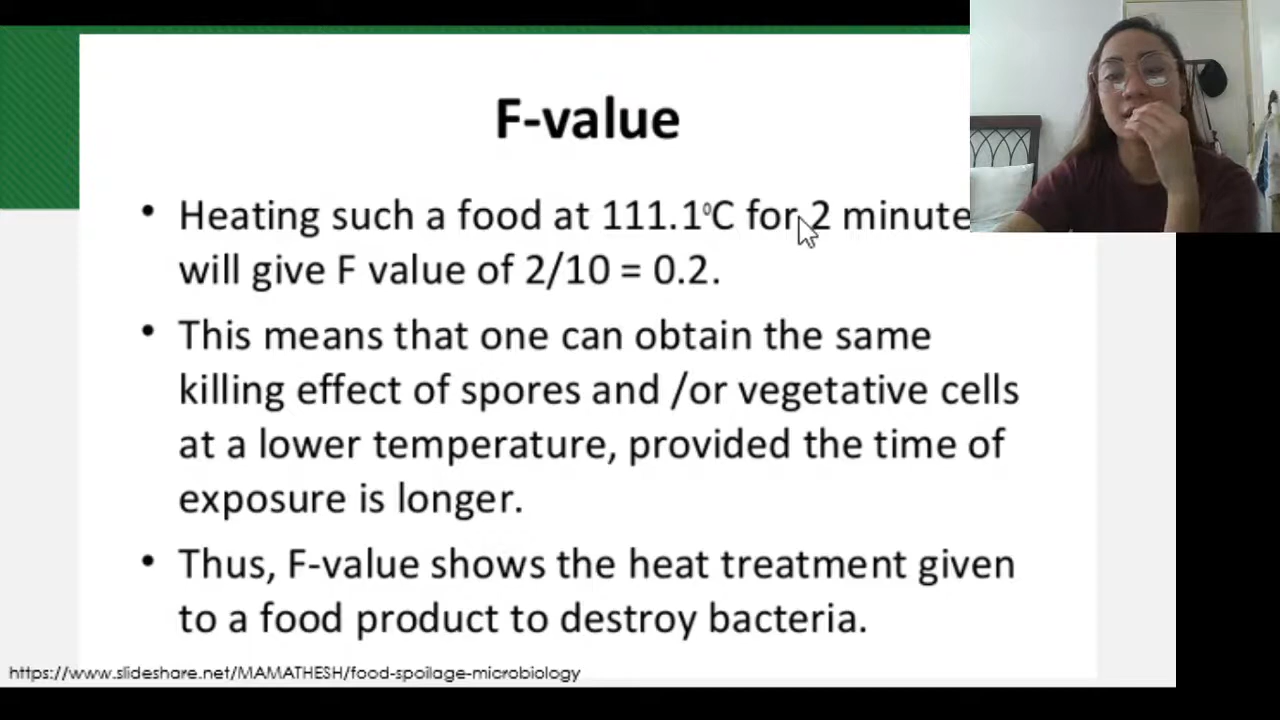 F-value
• Heating such a food at 111.1⁰C for 2 minute
will give F value of 2/10 = 0.2.
• This means that one can obtain the same
killing effect of spores and /or vegetative cells
at a lower temperature, provided the time of
exposure is longer.
• Thus, F-value shows the heat treatment given
to a food product to destroy bacteria.
https://www.slideshare.net/MAMATHESH/food-spoilage-microbiology